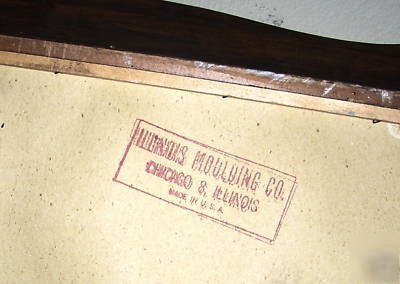 ILLINOIS MOULDING CO.
CHICAGO 8, ILLINOIS
MADE IN U.S.A.